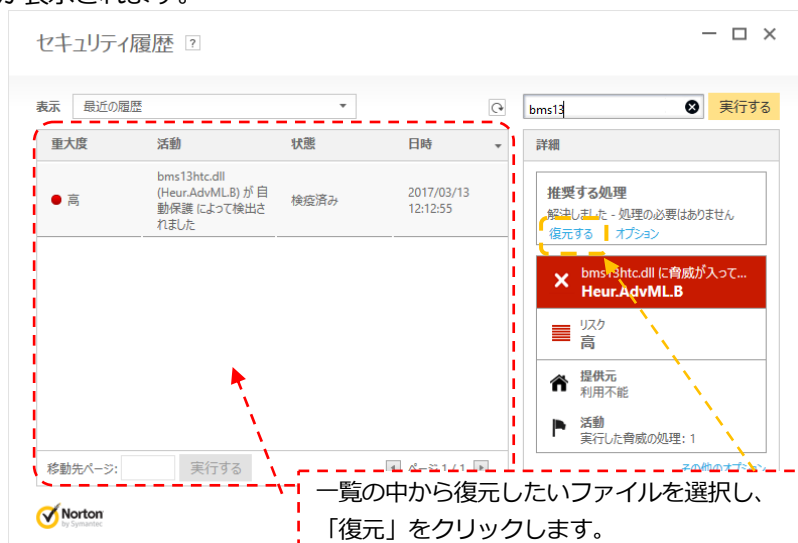 表示されます。
セキュリティ履歴 ?
表示 最近の履歴
bms13 実行する
重大度 活動 状態 日時
詳細
高
bms13htc.dll
(Heur.AdvML.B) が 自
動保護 によって検出さ
れました
検疫済み
2017/03/13
12:12:55
推奨する処理
解決しました - 処理の必要はありません
復元する オプション
bms13htc.dll に脅威が入って...
Heur.AdvML.B
リスク
高
提供元
利用不能
活動
実行した脅威の処理: 1
移動先ページ: 実行する
ページ 1 / 1
その他のオプション
Norton
by Symantec
一覧の中から復元したいファイルを選択し、
「復元」をクリックします。